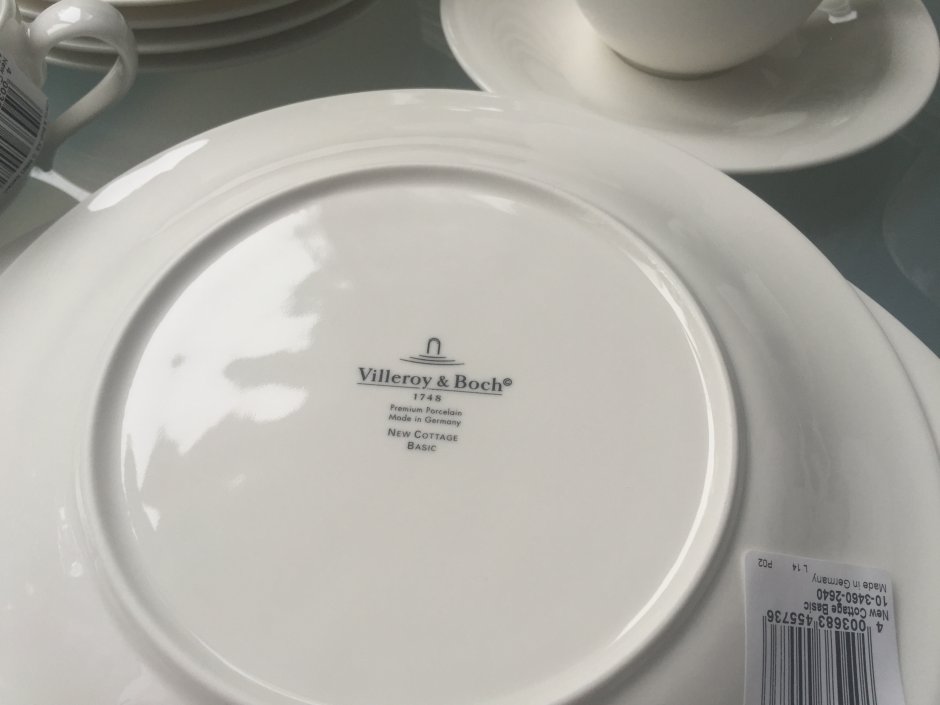 Villeroy & Boch©
1748
Premium Porcelain
Made in Germany
NEW COTTAGE
BASIC
4 003683 455736
New Cottage Basic
10-3460-2640
Made in Germany
L 14 P02